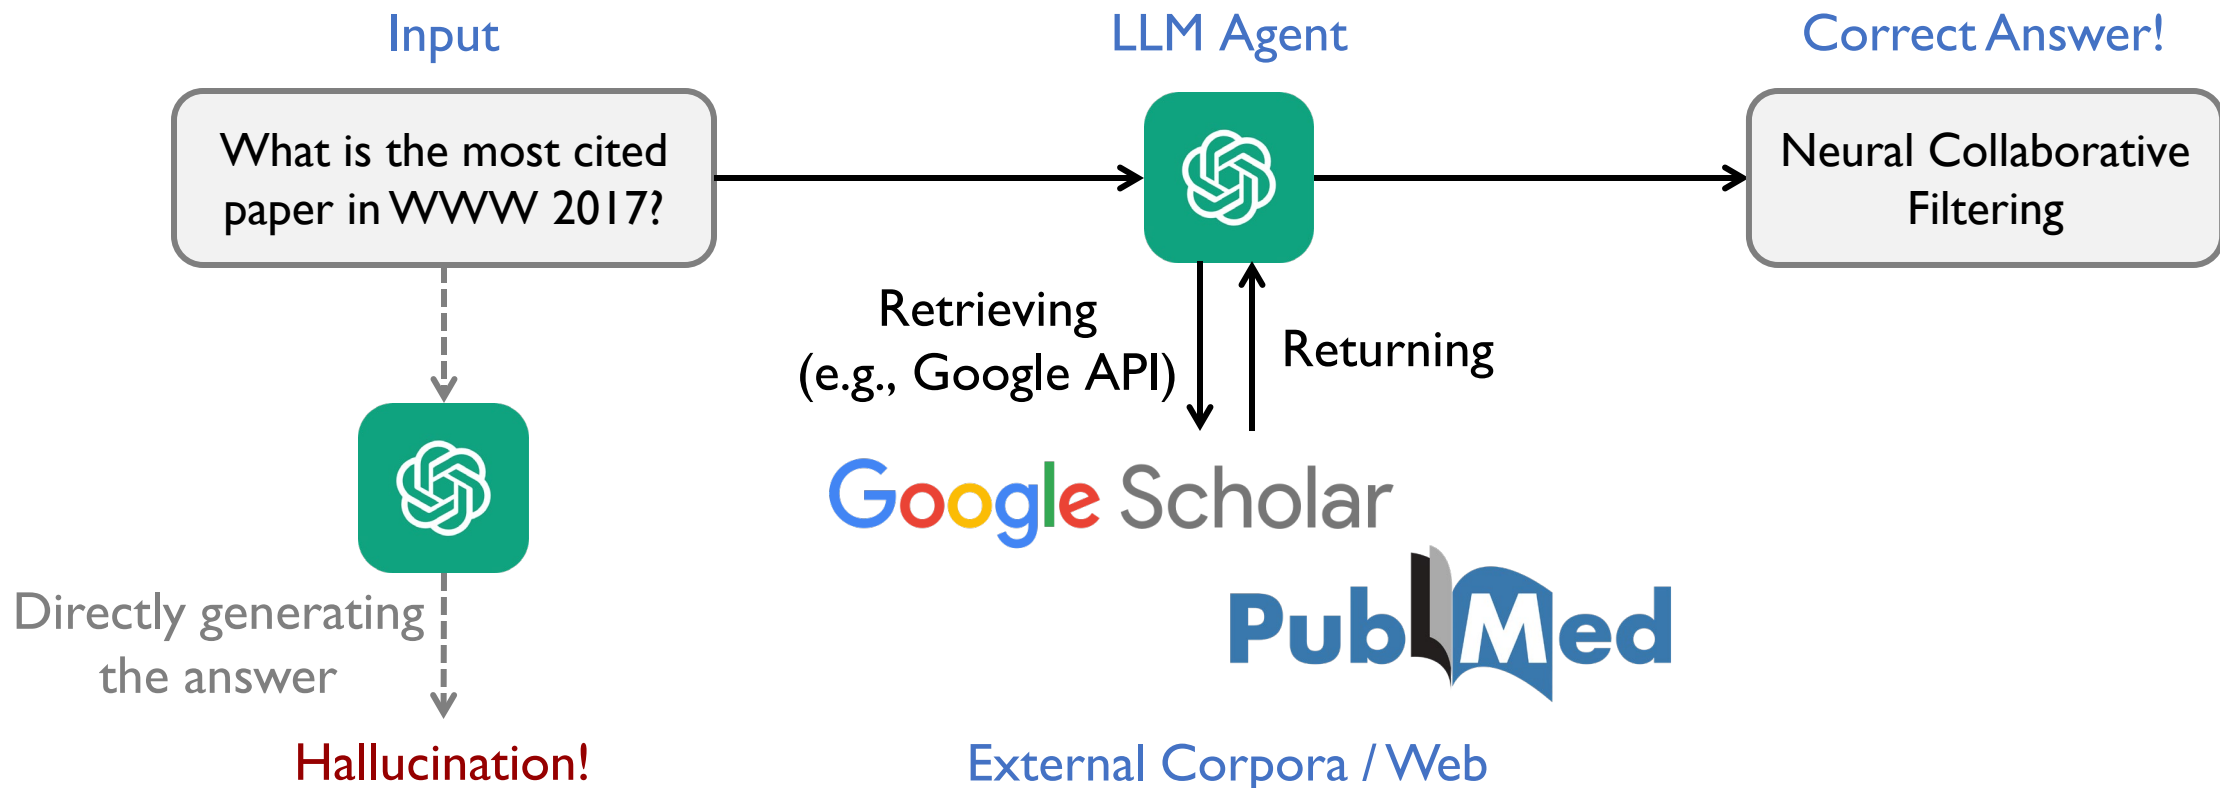 Input
LLM Agent
Correct Answer!
What is the most cited
paper in WWW 2017?
Neural Collaborative
Filtering
Retrieving
(e.g., Google API)
Returning
Google Scholar
PubMed
Directly generating
the answer
Hallucination!
External Corpora / Web